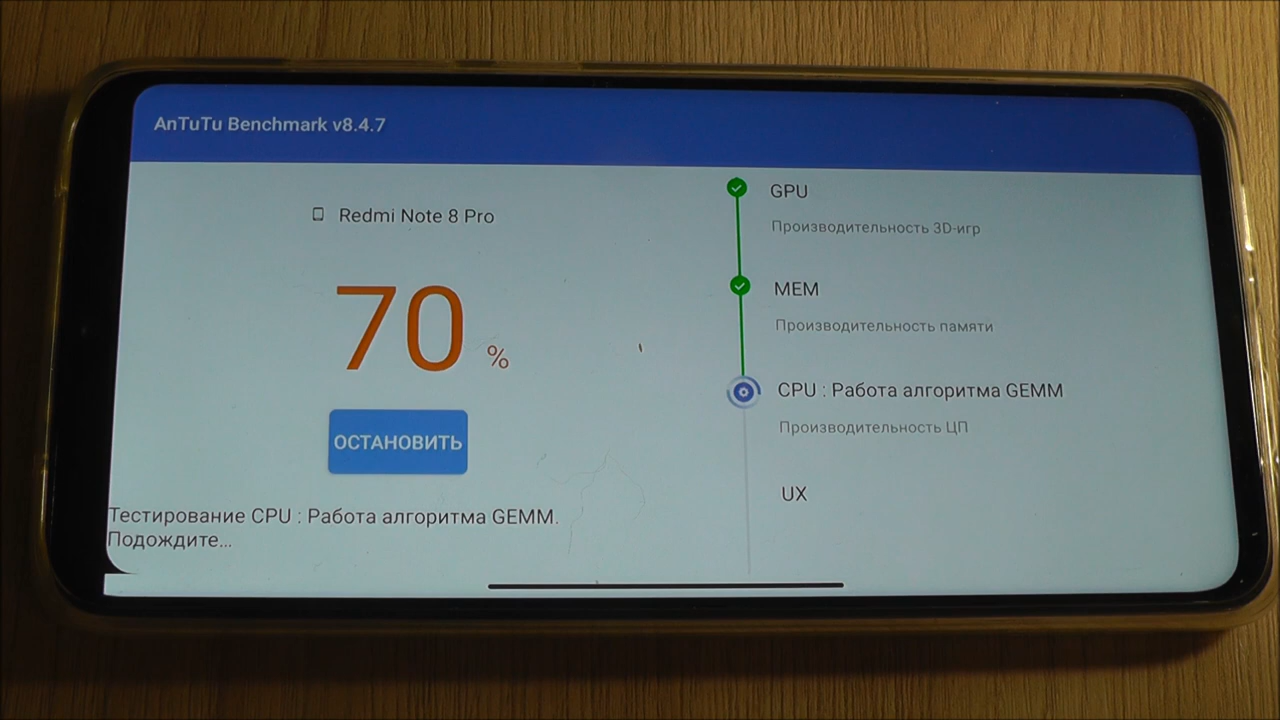 AnTuTu Benchmark v8.4.7
Redmi Note 8 Pro
70 %
ОСТАНОВИТЬ
Тестирование CPU : Работа алгоритма GEMM.
Подождите...
GPU
Производительность 3D-игр
MEM
Производительность памяти
CPU : Работа алгоритма GEMM
Производительность ЦП
UX